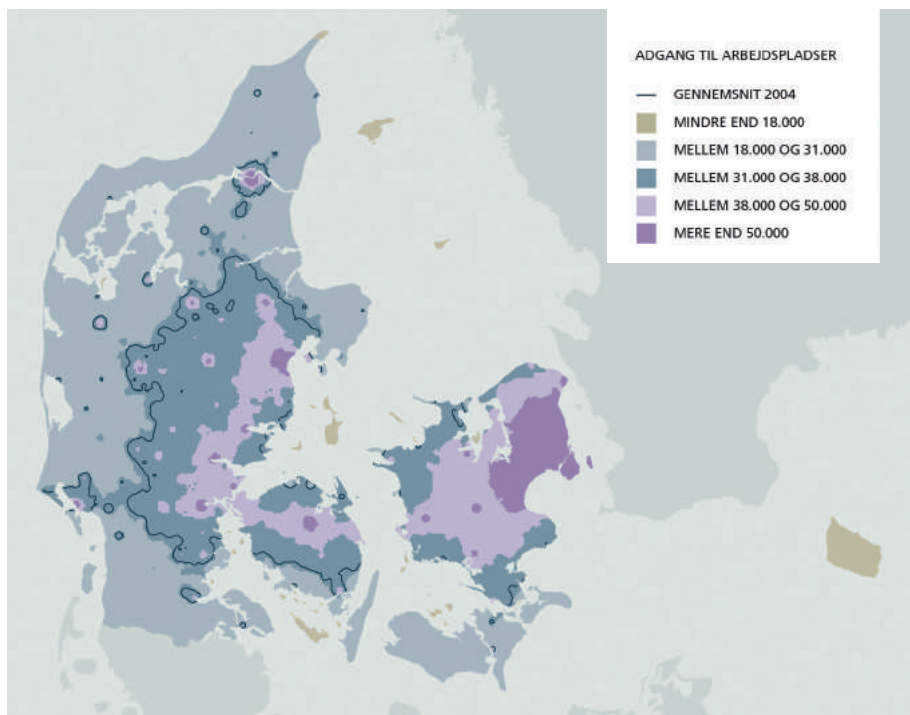 ADGANG TIL ARBEJDSPLADSER
GENNEMSNIT 2004
MINDRE END 18.000
MELLEM 18.000 OG 31.000
MELLEM 31.000 OG 38.000
MELLEM 38.000 OG 50.000
MERE END 50.000